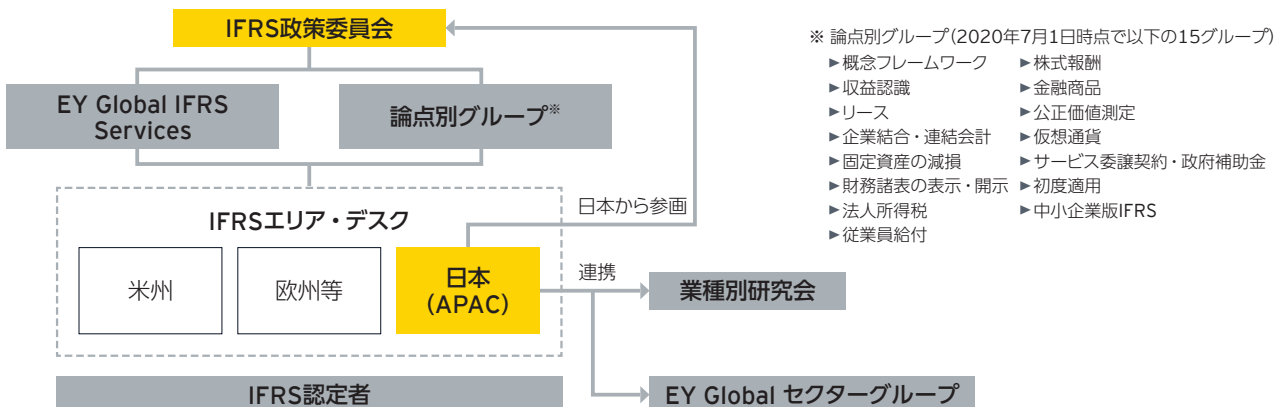 IFRS政策委員会
EY Global IFRS
Services
論点別グループ※
IFRSエリア・デスク
米州
欧州等
日本
(APAC)
日本から参画
連携
業種別研究会
EY Global セクターグループ
IFRS認定者
※ 論点別グループ(2020年7月1日時点で以下の15グループ)
►概念フレームワーク
►収益認識
►リース
►企業結合・連結会計
►固定資産の減損
►財務諸表の表示・開示
►法人所得税
►従業員給付
►株式報酬
►金融商品
►公正価値測定
►仮想通貨
►サービス委譲契約・政府補助金
►初度適用
►中小企業版IFRS